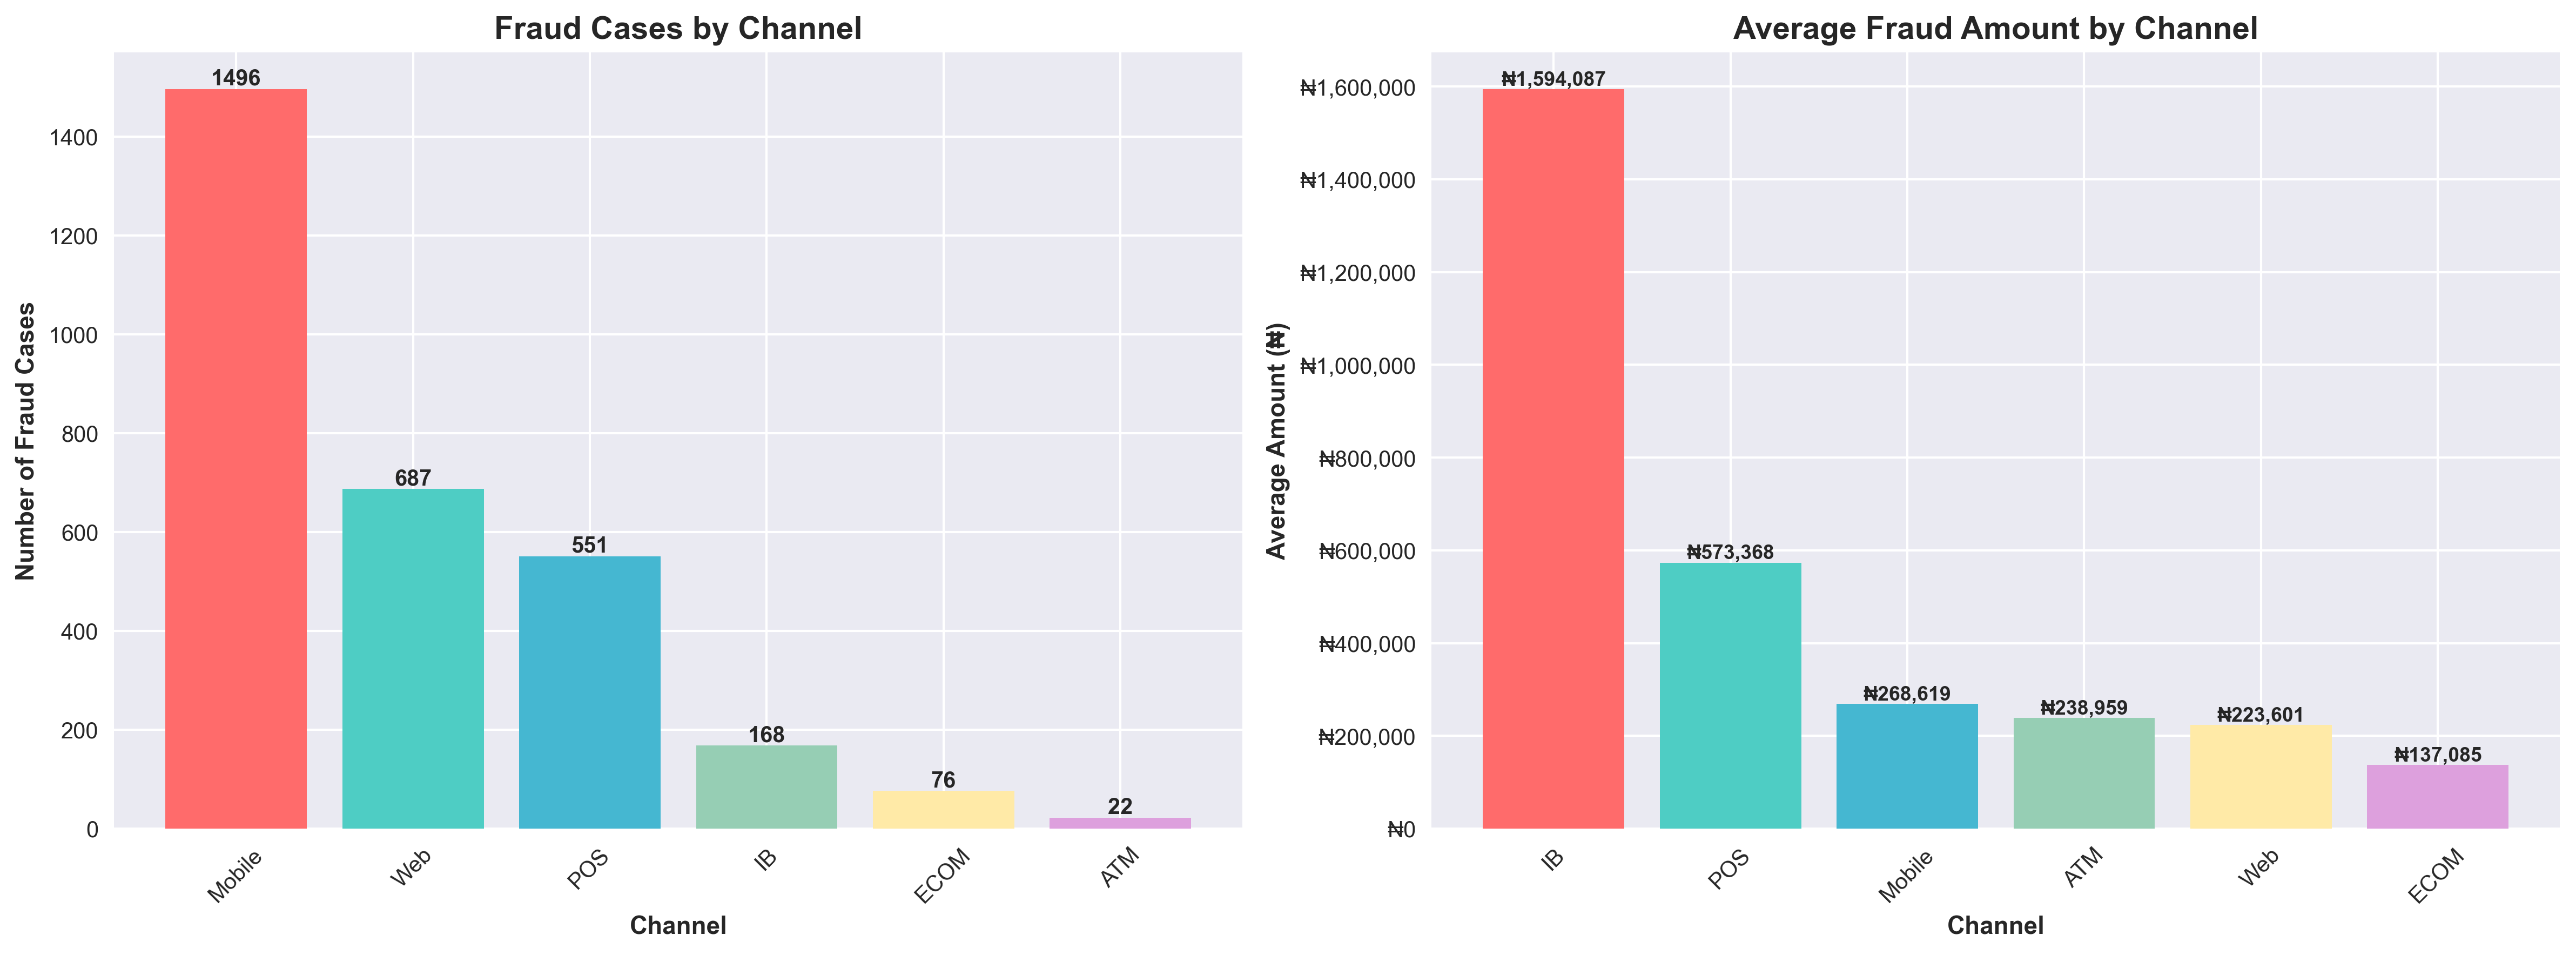 Fraud Cases by Channel
Number of Fraud Cases
1400
1200
1000
800
600
400
200
0
1496
687
551
168
76
22
Mobile
Web
POS
IB
ECOM
ATM
Channel
Average Fraud Amount by Channel
Average Amount (₦)
₦1,600,000
₦1,400,000
₦1,200,000
₦1,000,000
₦800,000
₦600,000
₦400,000
₦200,000
₦0
₦1,594,087
₦573,368
₦268,619
₦238,959
₦223,601
₦137,085
IB
POS
Mobile
ATM
Web
ECOM
Channel